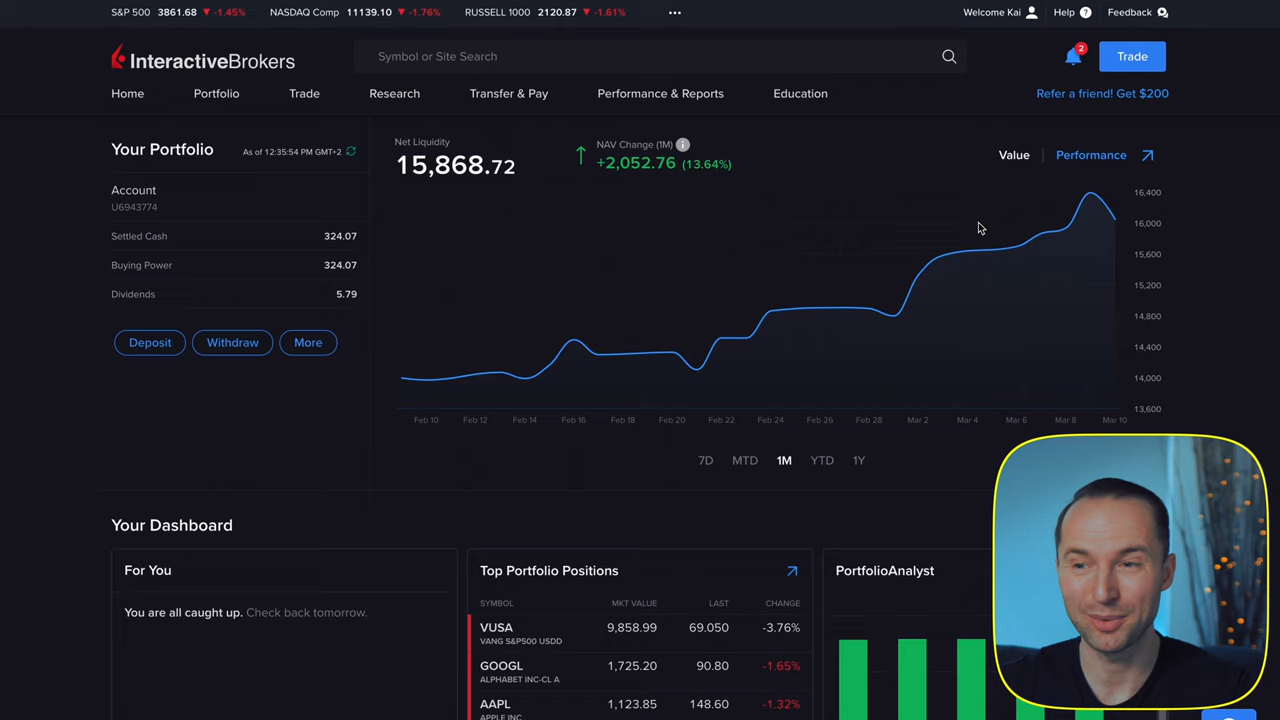 S&P 500 3861.68 ▼ -1.45% NASDAQ Comp 11139.10 ▼ -1.76% RUSSELL 1000 2120.87 ▼ -1.61% ••• Welcome Kai Help ? Feedback
InteractiveBrokers Symbol or Site Search 2 Trade
Home Portfolio Trade Research Transfer & Pay Performance & Reports Education Refer a friend! Get $200
Your Portfolio As of 12:35:54 PM GMT+2
Account
U6943774
Settled Cash 324.07
Buying Power 324.07
Dividends 5.79
Deposit Withdraw More
Net Liquidity
15,868.72
NAV Change (1M) i
+2,052.76 (13.64%)
Value Performance
16,400
16,000
15,600
15,200
14,800
14,400
14,000
13,600
Feb 10 Feb 12 Feb 14 Feb 16 Feb 18 Feb 20 Feb 22 Feb 24 Feb 26 Feb 28 Mar 2 Mar 4 Mar 6 Mar 8 Mar 10
7D MTD 1M YTD 1Y
Your Dashboard
For You
You are all caught up. Check back tomorrow.
Top Portfolio Positions
SYMBOL MKT VALUE LAST CHANGE
VUSA 9,858.99 69.050 -3.76%
VANG S&P500 USDD
GOOGL 1,725.20 90.80 -1.65%
ALPHABET INC-CL A
AAPL 1,123.85 148.60 -1.32%
APPLE INC
PortfolioAnalyst